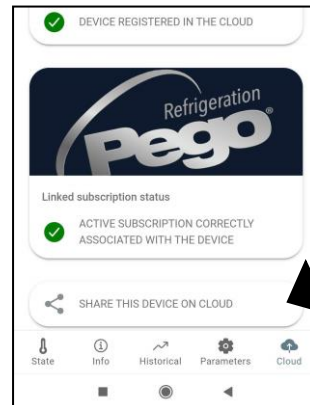 DEVICE REGISTERED IN THE CLOUD
Refrigeration
Pego
Linked subscription status
ACTIVE SUBSCRIPTION CORRECTLY
ASSOCIATED WITH THE DEVICE
SHARE THIS DEVICE ON CLOUD
State Info Historical Parameters Cloud